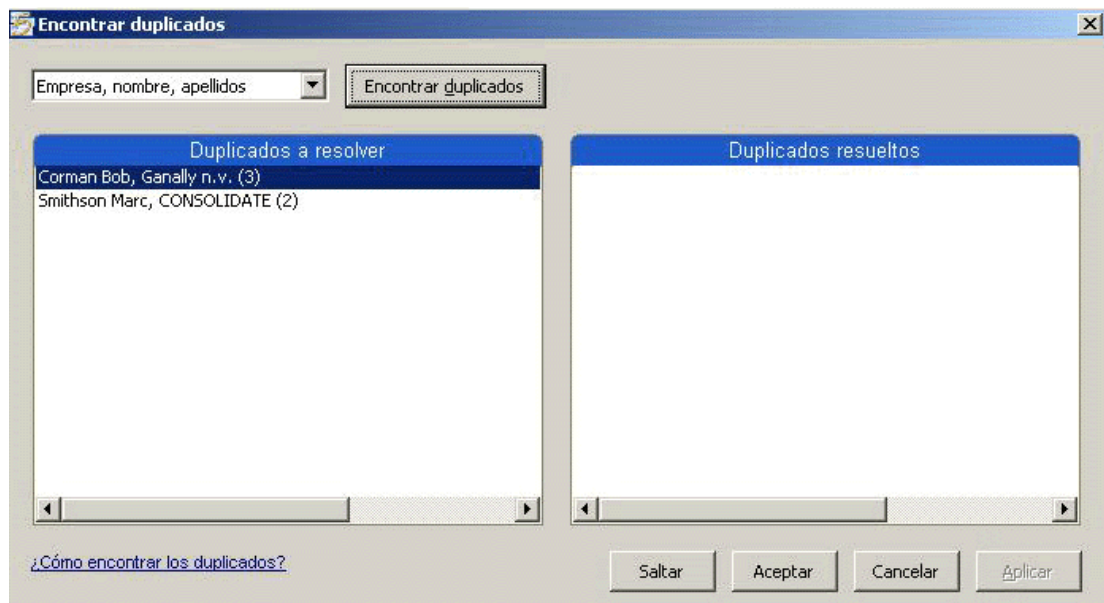 Encontrar duplicados
Empresa, nombre, apellidos
Encontrar duplicados
Duplicados a resolver
Duplicados resueltos
Corman Bob, Ganally n.v. (3)
Smithson Marc, CONSOLIDATE (2)
¿Cómo encontrar los duplicados?
Saltar
Aceptar
Cancelar
Aplicar